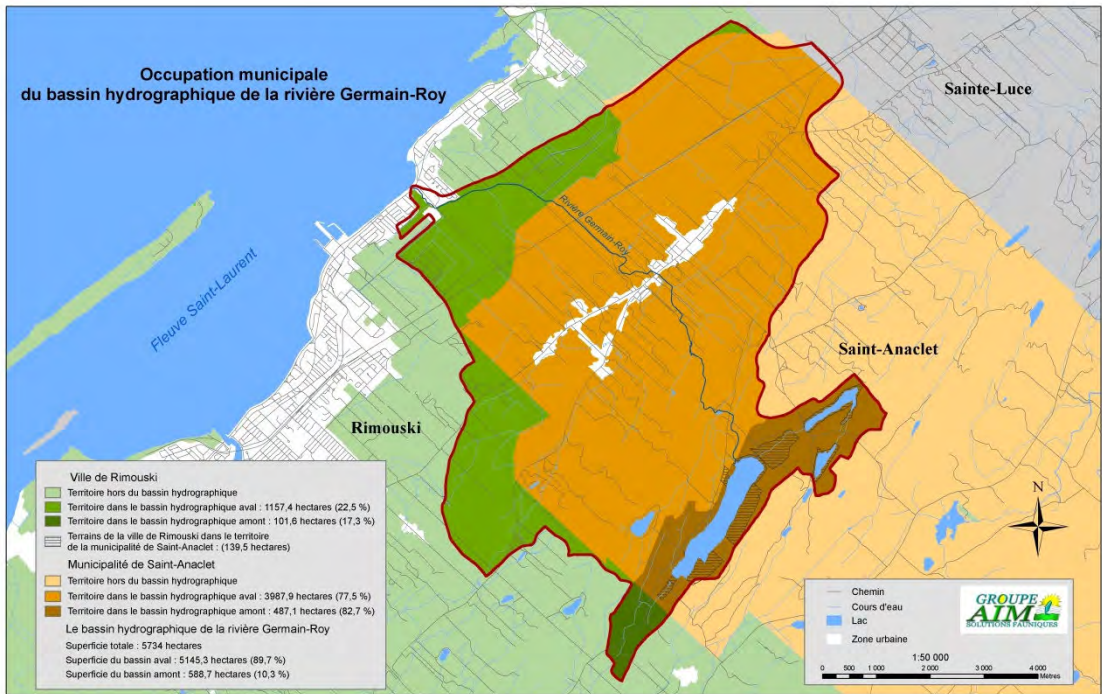 Occupation municipale
du bassin hydrographique de la rivière Germain-Roy
Sainte-Luce
Rivière Germain-Roy
Fleuve Saint-Laurent
Saint-Anaclet
Rimouski
Ville de Rimouski
Territoire hors du bassin hydrographique
Territoire dans le bassin hydrographique aval : 1157,4 hectares (22,5 %)
Territoire dans le bassin hydrographique amont : 101,6 hectares (17,3 %)
Terrains de la ville de Rimouski dans le territoire
de la municipalité de Saint-Anaclet : (139,5 hectares)
Municipalité de Saint-Anaclet
Territoire hors du bassin hydrographique
Territoire dans le bassin hydrographique aval : 3987,9 hectares (77,5 %)
Territoire dans le bassin hydrographique amont : 487,1 hectares (82,7 %)
Le bassin hydrographique de la rivière Germain-Roy
Superficie totale : 5734 hectares
Superficie du bassin aval : 5145,3 hectares (89,7 %)
Superficie du bassin amont : 588,7 hectares (10,3 %)
N
Chemin
Cours d'eau
Lac
Zone urbaine
GROUPE
AIM
SOLUTIONS FAUNIQUES
1:50 000
0 500 1 000 2 000 3 000 4 000
Mètres